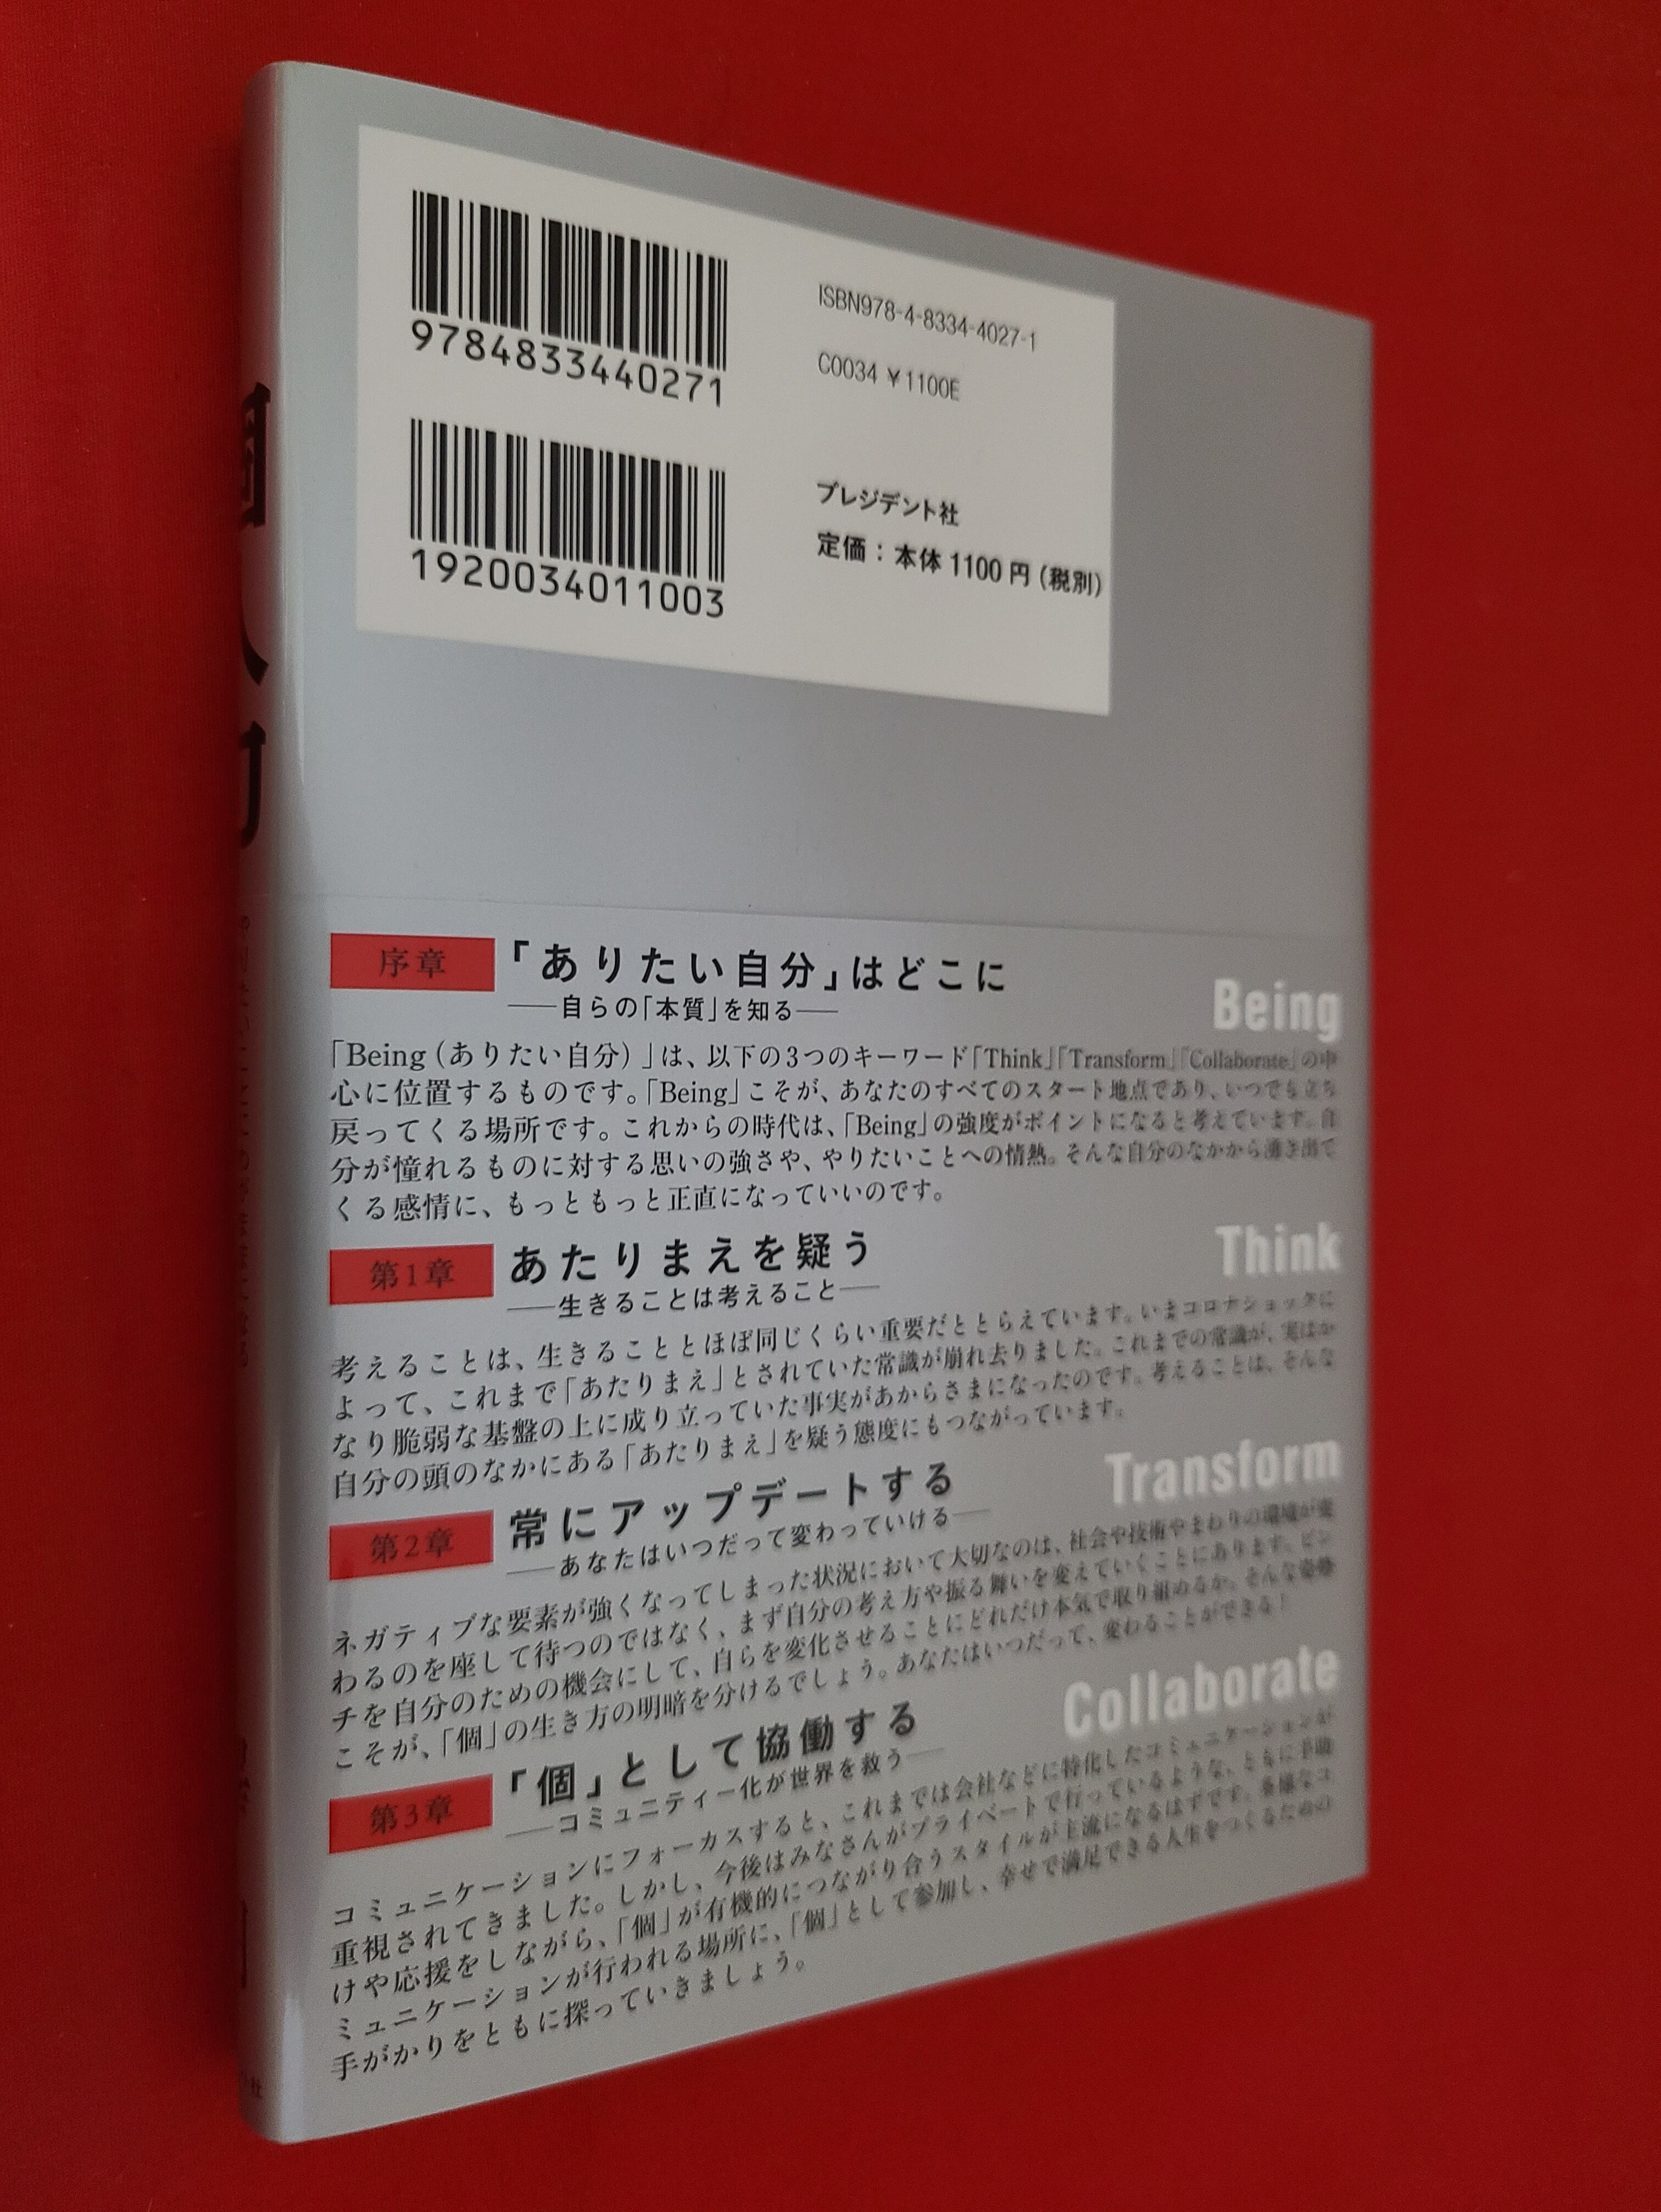 9784833440271
ISBN978-4-8334-4027-1
C0034 ¥1100E
1920034011003
プレジデント社
定価：本体1100円（税別）
序章
「ありたい自分」はどこに
──自らの「本質」を知る──
Being
「Being（ありたい自分）」は、以下の3つのキーワード「Think」「Transform」「Collaborate」の中
心に位置するものです。「Being」こそが、あなたのすべてのスタート地点であり、いつでも立ち
戻ってくる場所です。これからの時代は、「Being」の強度がポイントになると考えています。自
分が憧れるものに対する思いの強さや、やりたいことへの情熱。そんな自分のなかから湧き出て
くる感情に、もっともっと正直になっていいのです。
第1章
あたりまえを疑う
──生きることは考えること──
Think
考えることは、生きることとほぼ同じくらい重要だととらえています。いまコロナショックに
よって、これまで「あたりまえ」とされていた常識が崩れ去りました。これまでの常識が、実はか
なり脆弱な基盤の上に成り立っていた事実があからさまになったのです。考えることは、そんな
自分の頭のなかにある「あたりまえ」を疑う態度にもつながっています。
第2章
常にアップデートする
──あなたはいつだって変わっていける──
Transform
ネガティブな要素が強くなってしまった状況において大切なのは、社会や技術やまわりの環境が変
わるのを座して待つのではなく、まず自分の考え方や振る舞いを変えていくことにあります。ピン
チを自分のための機会にして、自らを変化させることにどれだけ本気で取り組めるか。そんな姿勢
こそが、「個」の生き方の明暗を分けるでしょう。あなたはいつだって、変わることができる！
第3章
「個」として協働する
──コミュニティー化が世界を救う──
Collaborate
コミュニケーションにフォーカスすると、これまでは会社などに特化したコミュニケーションが
重視されてきました。しかし、今後はみなさんがプライベートで行っているような、ともに手助
けや応援をしながら、「個」が有機的につながり合うスタイルが主流になるはずです。多様なコ
ミュニケーションが行われる場所に、「個」として参加し、幸せで満足できる人生をつくるための
手がかりをともに探っていきましょう。